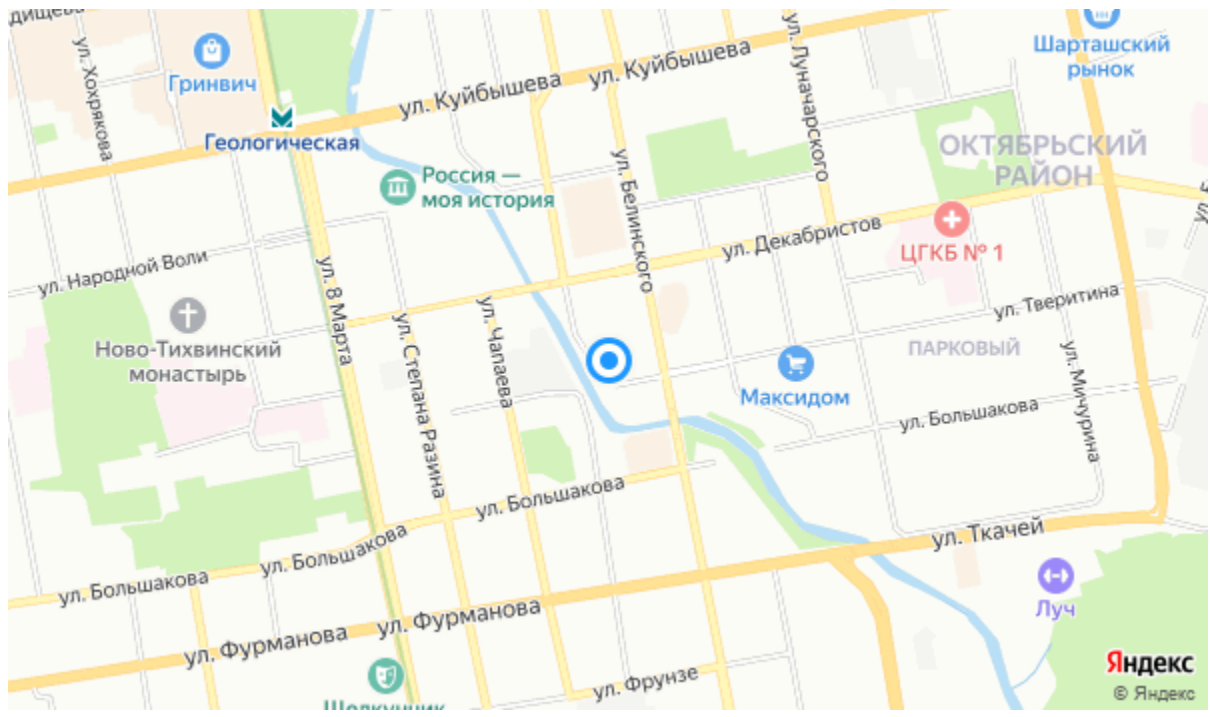 дищева
ул. Хохрякова
Гринвич
ул. Куйбышева
ул. Куйбышева
ул. Луначарского
Шарташский
рынок
Геологическая
Россия —
моя история
ул. Белинского
ОКТЯБРЬСКИЙ
РАЙОН
ул. Декабристов
ЦГКБ № 1
ул. Народной Воли
ул. 8 Марта
ул. Степана Разина
ул. Чапаева
Ново-Тихвинский
монастырь
ул. Тверитина
ПАРКОВЫЙ
Максидом
ул. Большакова
ул. Мичурина
ул. Большакова
ул. Большакова
ул. Большакова
ул. Ткачей
Луч
ул. Фурманова
ул. Фурманова
ул. Фрунзе
Щелкунчик
Яндекс
© Яндекс